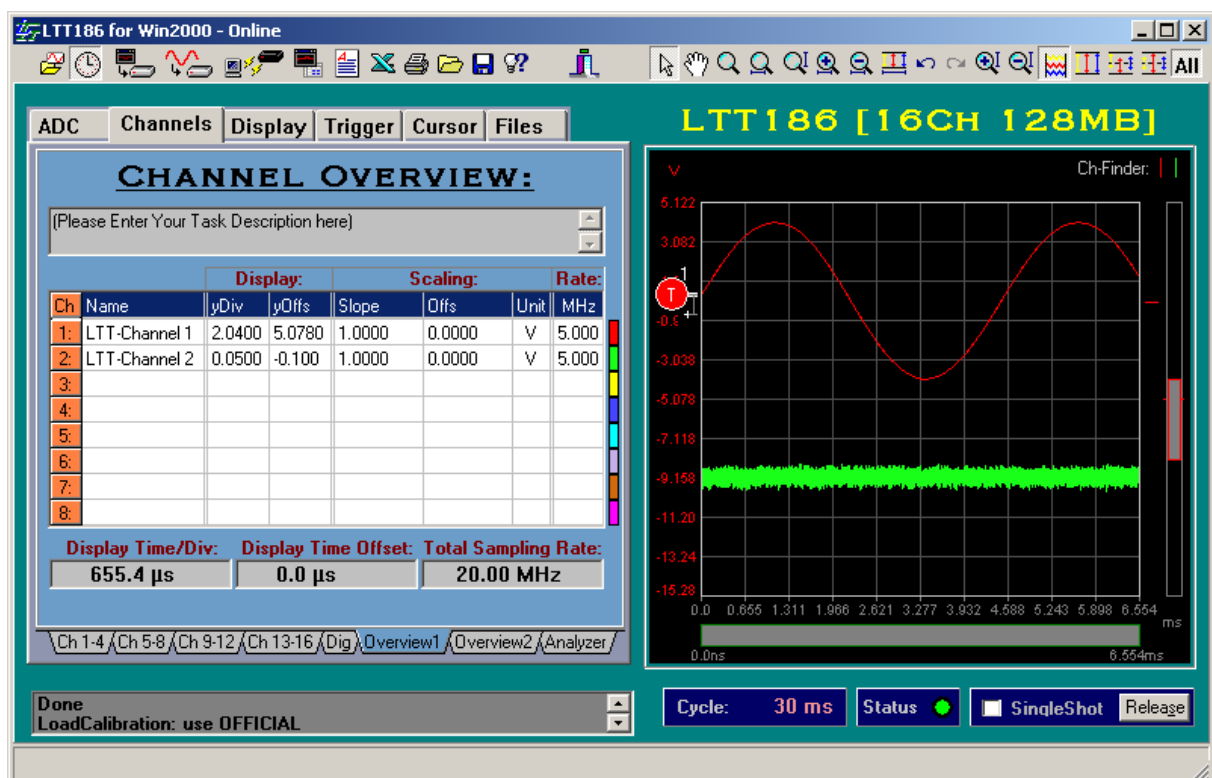 LTT186 for Win2000 - Online
All
ADC Channels Display Trigger Cursor Files
LTT186 [16CH 128MB]
CHANNEL OVERVIEW:
(Please Enter Your Task Description here)
Display: Scaling: Rate:
Ch Name yDiv yOffs Slope Offs Unit MHz
1: LTT-Channel 1 2.0400 5.0780 1.0000 0.0000 V 5.000
2: LTT-Channel 2 0.0500 -0.100 1.0000 0.0000 V 5.000
3:
4:
5:
6:
7:
8:
Display Time/Div: Display Time Offset: Total Sampling Rate:
655.4 µs 0.0 µs 20.00 MHz
Ch 1-4 Ch 5-8 Ch 9-12 Ch 13-16 Dig Overview1 Overview2 Analyzer
V Ch-Finder:
5.122
3.082
1
T
-3.038
-5.078
-7.118
-9.158
-11.20
-13.24
-15.28
0.0 0.655 1.311 1.966 2.621 3.277 3.932 4.588 5.243 5.898 6.554
ms
0.0ns 6.554ms
Done
LoadCalibration: use OFFICIAL
Cycle: 30 ms Status SingleShot Release